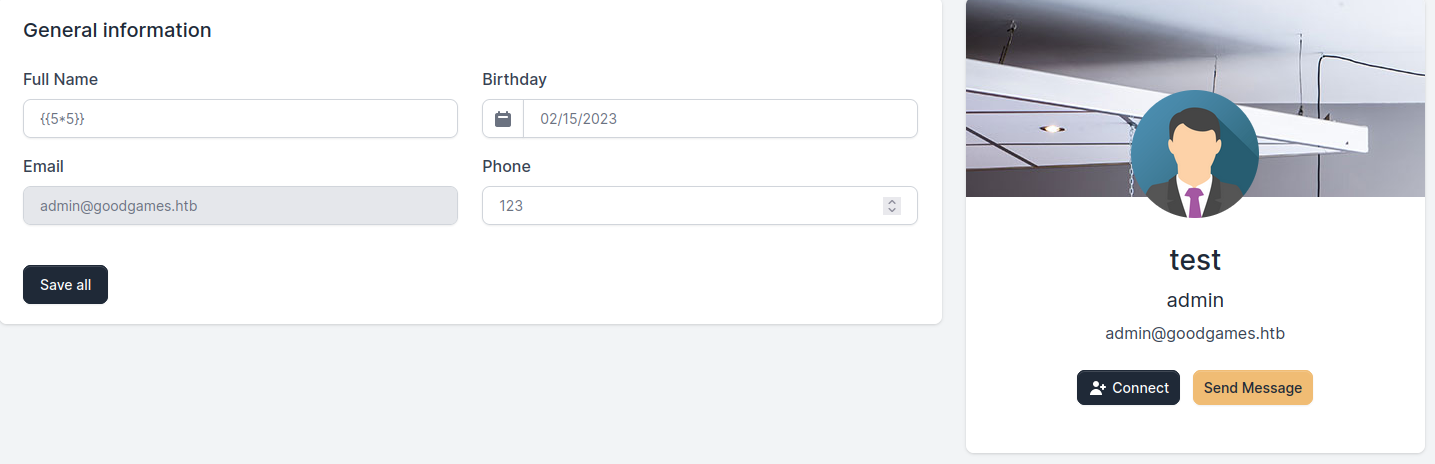 General information
Full Name
Birthday
{{5*5}}
02/15/2023
Email
Phone
admin@goodgames.htb
123
Save all
test
admin
admin@goodgames.htb
Connect
Send Message